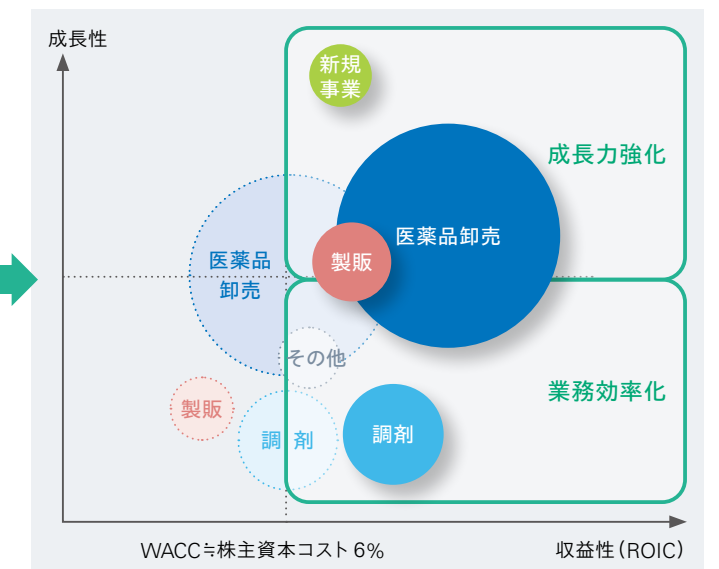 成長性
新規
事業
成長力強化
医薬品卸売
医薬品
卸売
製販
その他
業務効率化
製販
調 剤
調剤
WACC≒株主資本コスト6%
収益性(ROIC)